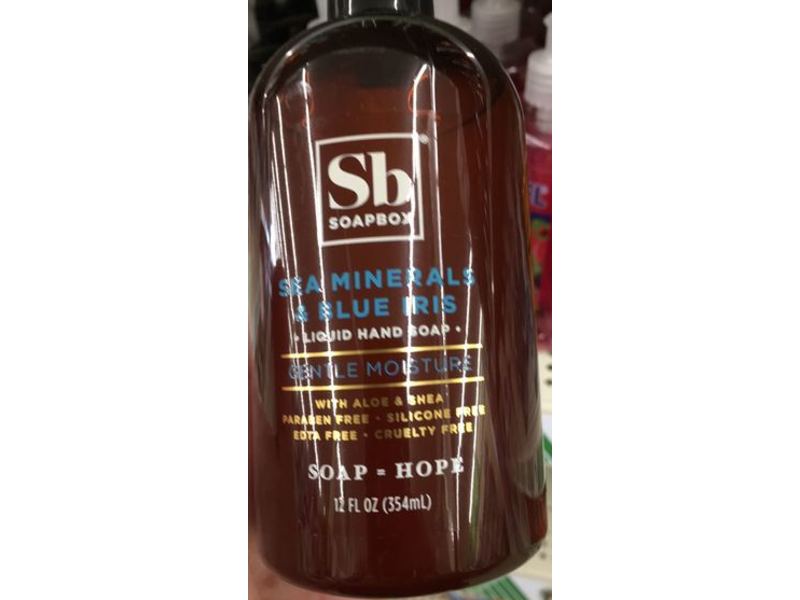 Sb
SOAPBOX
SEA MINERALS
& BLUE IRIS
• LIQUID HAND SOAP •
GENTLE MOISTURE
WITH ALOE & SHEA
PARABEN FREE • SILICONE FREE
EDTA FREE • CRUELTY FREE
SOAP = HOPE
12 FL OZ (354mL)